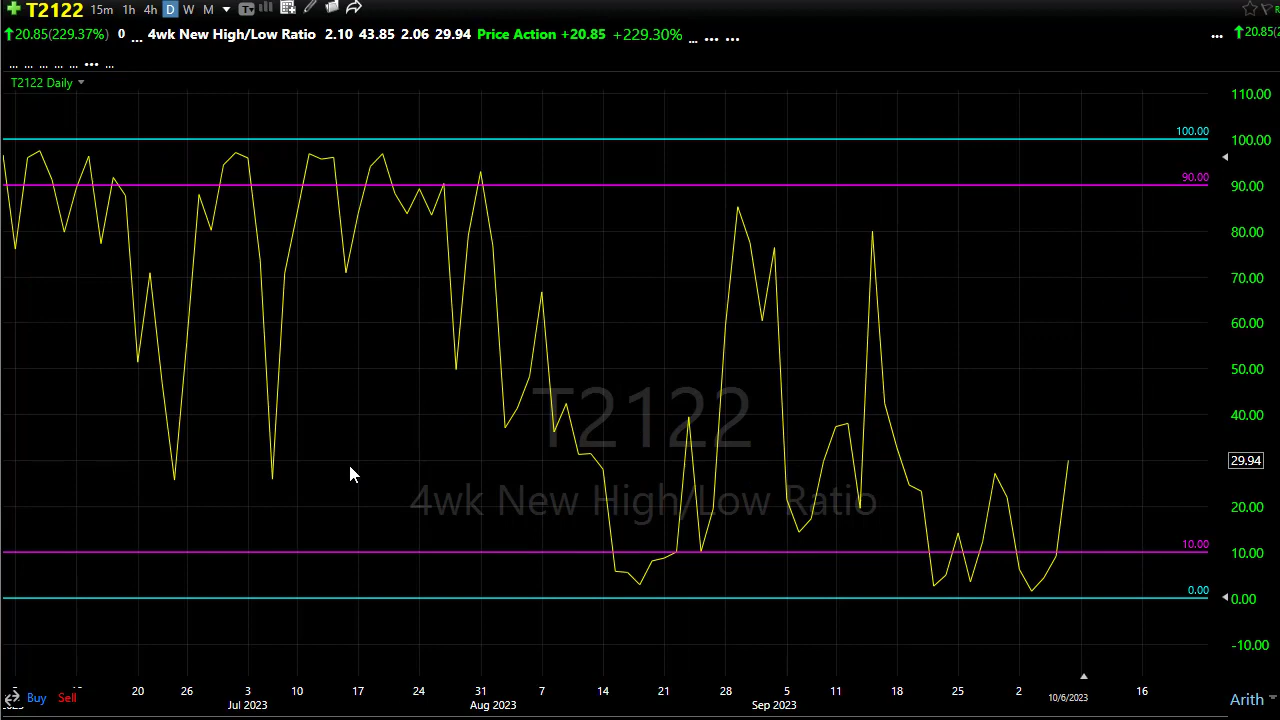 T2122 15m 1h 4h D W M
20.85(229.37%) 0 ... 4wk New High/Low Ratio 2.10 43.85 2.06 29.94 Price Action +20.85 +229.30% ... ... ... ... 20.85(2
... ... ... ... ... ... ...
T2122 Daily
110.00
100.00 100.00
90.00 90.00
80.00
70.00
60.00
50.00
T2122
40.00
29.94
4wk New High/Low Ratio
20.00
10.00 10.00
0.00 0.00
-10.00
20 26 3 10 17 24 31 7 14 21 28 5 11 18 25 2 10/6/2023 16
Buy Sell Arith
Jul 2023 Aug 2023 Sep 2023